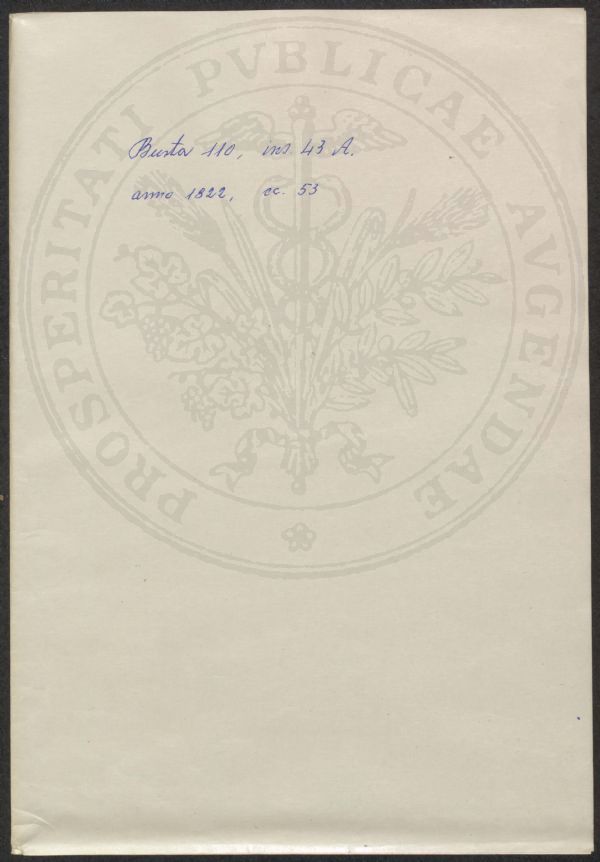 PROSPERITATI PVBLICAE AVGENDAE
Busta 110, ins. 43 A.
anno 1822, cc. 53